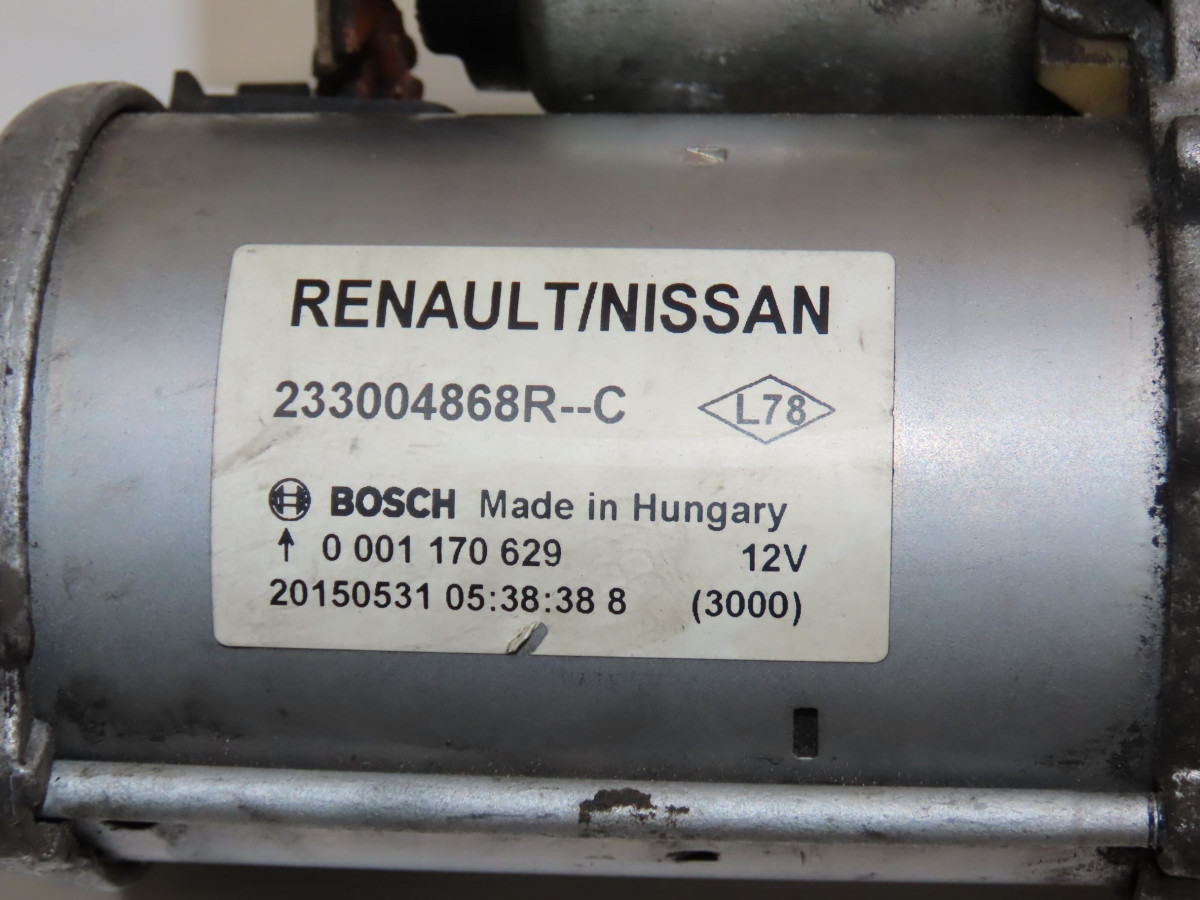 RENAULT/NISSAN
233004868R--C
L78
BOSCH Made in Hungary
↑ 0 001 170 629 12V
20150531 05:38:38 8 (3000)